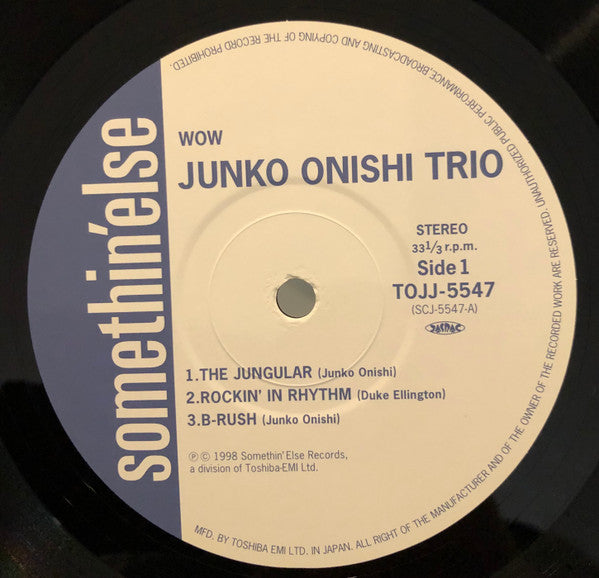 somethin'else
WOW
JUNKO ONISHI TRIO
STEREO
33 1/3 r.p.m.
Side 1
TOJJ-5547
(SCJ-5547-A)
JASRAC
1.THE JUNGULAR (Junko Onishi)
2.ROCKIN' IN RHYTHM (Duke Ellington)
3.B-RUSH (Junko Onishi)
Ⓟ© 1998 Somethin' Else Records,
a division of Toshiba-EMI Ltd.
MFD. BY TOSHIBA EMI LTD. IN JAPAN. ALL RIGHT OF THE MANUFACTURER AND OF THE OWNER OF THE RECORDED WORK ARE RESERVED. UNAUTHORIZED PUBLIC PERFORMANCE, BROADCASTING AND COPYING OF THE RECORD PROHIBITED.